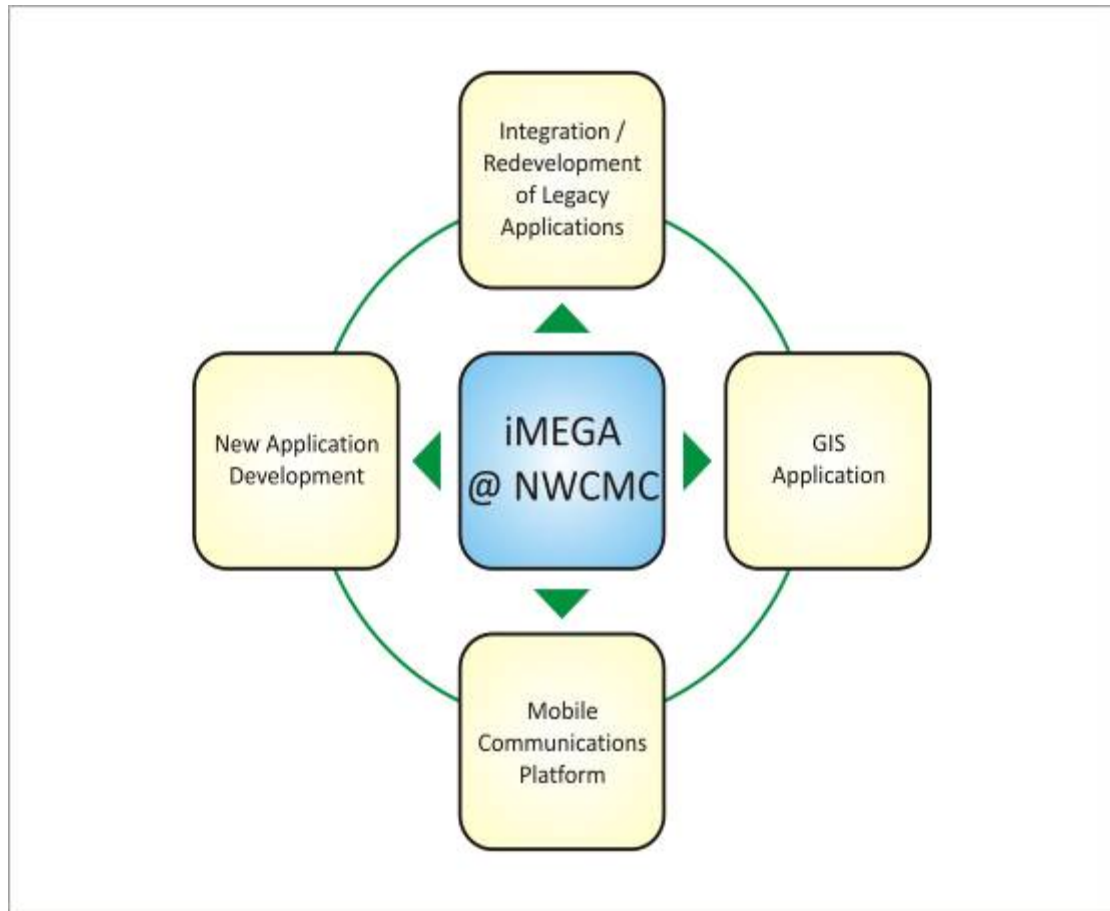 Integration /
Redevelopment
of Legacy
Applications
New Application
Development
iMEGA
@ NWCMC
GIS
Application
Mobile
Communications
Platform